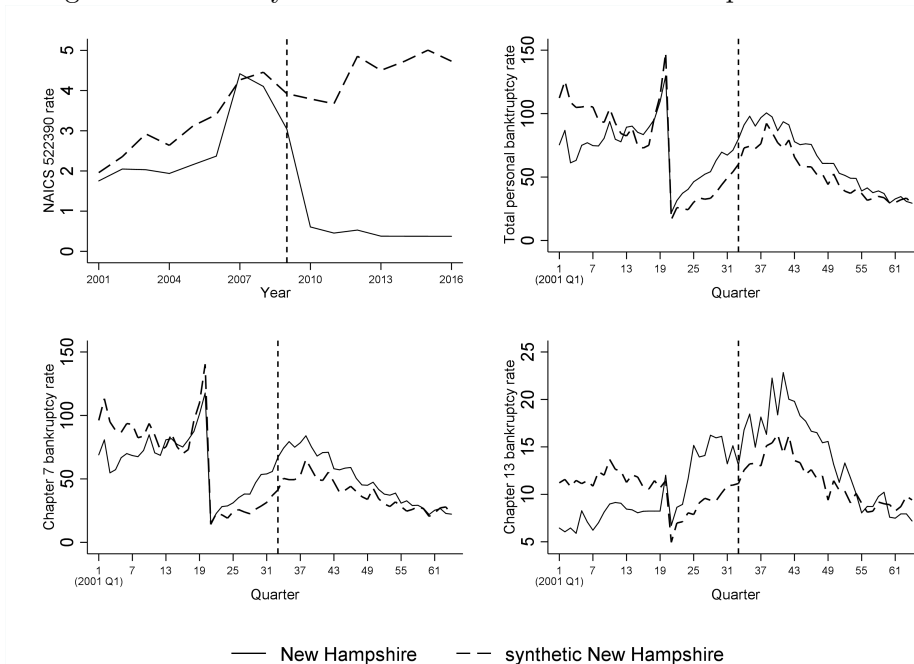 NAICS 522390 rate
5
4
3
2
1
0
2001 2004 2007 2010 2013 2016
Year
Total personal banktruptcy rate
150
100
50
0
1 7 13 19 25 31 37 43 49 55 61
(2001 Q1)
Quarter
Chapter 7 bankruptcy rate
150
100
50
0
1 7 13 19 25 31 37 43 49 55 61
(2001 Q1)
Quarter
Chapter 13 bankruptcy rate
25
20
15
10
5
1 7 13 19 25 31 37 43 49 55 61
(2001 Q1)
Quarter
New Hampshire synthetic New Hampshire